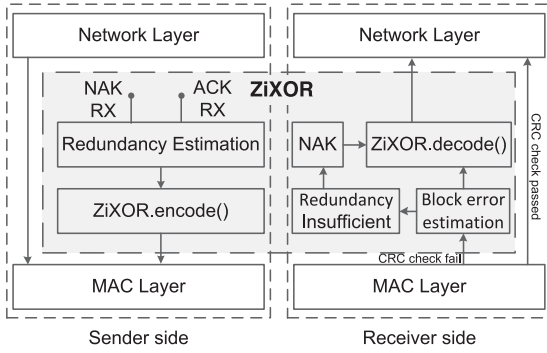 Network Layer
Network Layer
NAK
RX
ACK
RX
ZiXOR
Redundancy Estimation
NAK
ZiXOR.decode()
CRC check passed
ZiXOR.encode()
Redundancy
Insufficient
Block error
estimation
CRC check fail
MAC Layer
MAC Layer
Sender side
Receiver side